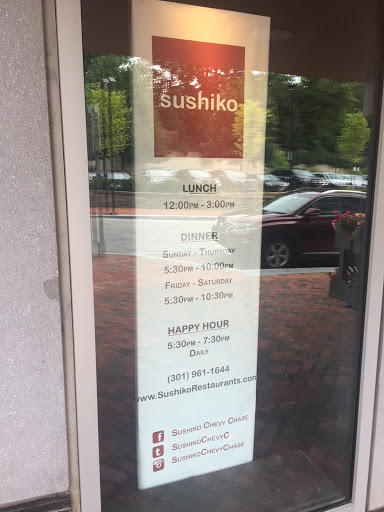 sushiko
LUNCH
12:00PM - 3:00PM
DINNER
SUNDAY - THURSDAY
5:30PM - 10:00PM
FRIDAY - SATURDAY
5:30PM - 10:30PM
HAPPY HOUR
5:30PM - 7:30PM
DAILY
(301) 961-1644
www.SushikoRestaurants.com
f SUSHIKO CHEVY CHASE
t SUSHIKOCHEVYC
SUSHIKOCHEVYCHASE